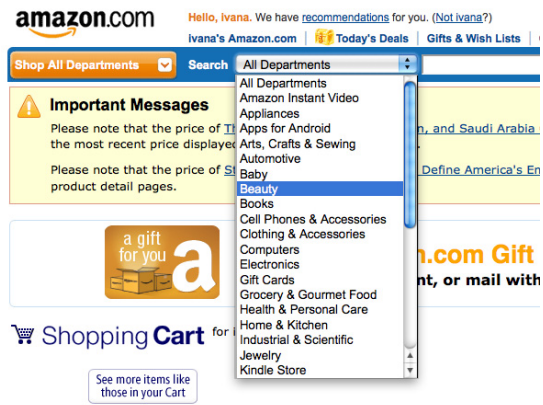 amazon.com
Hello, ivana. We have recommendations for you. (Not ivana?)
ivana's Amazon.com | Today's Deals | Gifts & Wish Lists |
Shop All Departments
Search All Departments
All Departments
Amazon Instant Video
Appliances
Apps for Android
Arts, Crafts & Sewing
Automotive
Baby
Beauty
Books
Cell Phones & Accessories
Clothing & Accessories
Computers
Electronics
Gift Cards
Grocery & Gourmet Food
Health & Personal Care
Home & Kitchen
Industrial & Scientific
Jewelry
Kindle Store
Important Messages
Please note that the price of Th n, and Saudi Arabia
the most recent price displayed
Please note that the price of St Define America's En
product detail pages.
a gift
for you
a
n.com Gift
nt, or mail with
Shopping Cart for i
See more items like
those in your Cart